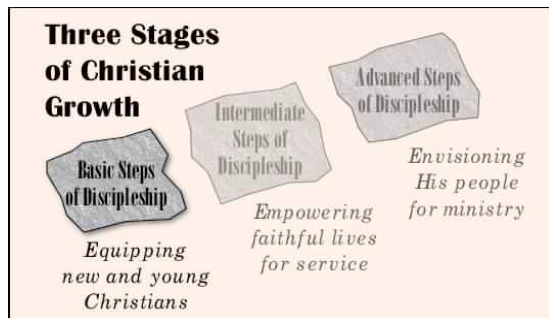 Three Stages
of Christian
Growth
Basic Steps
of Discipleship
Equipping
new and young
Christians
Intermediate
Steps of
Discipleship
Empowering
faithful lives
for service
Advanced Steps
of Discipleship
Envisioning
His people
for ministry